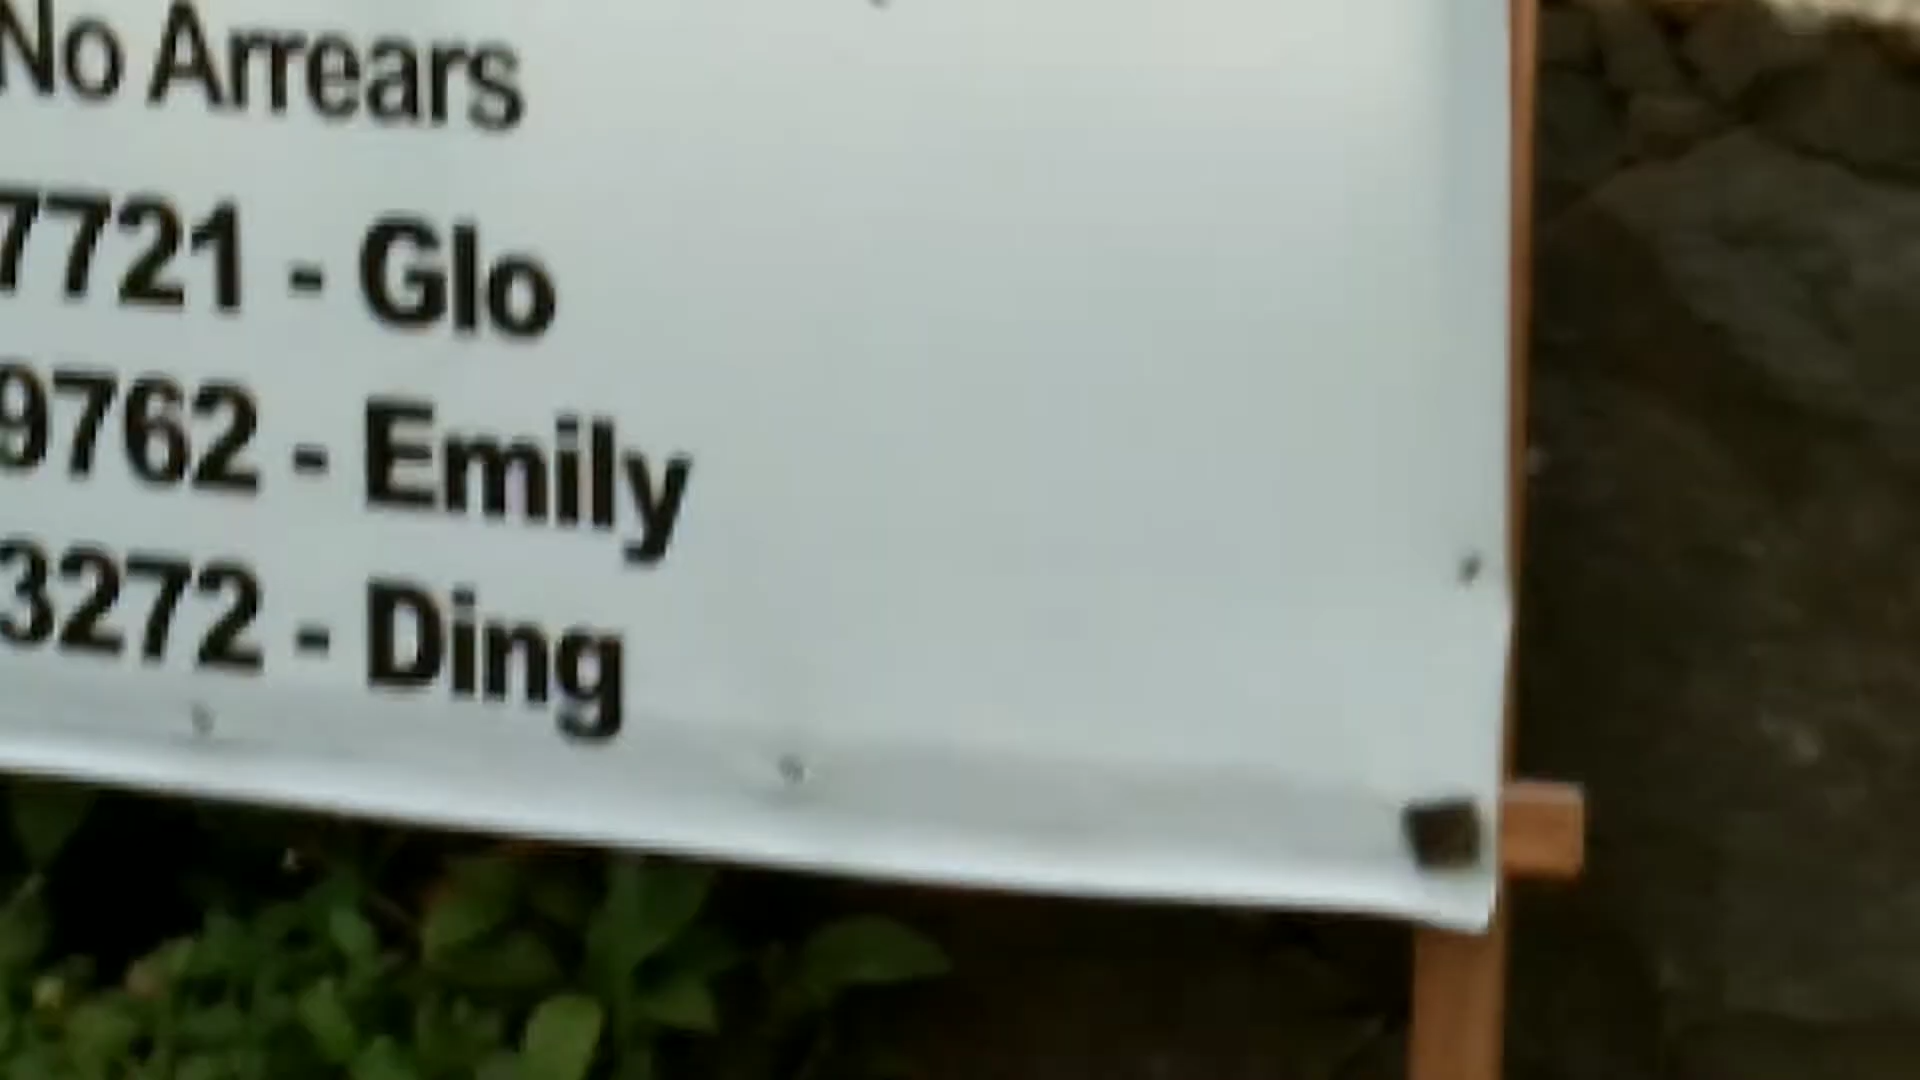 No Arrears
7721 - Glo
9762 - Emily
3272 - Ding